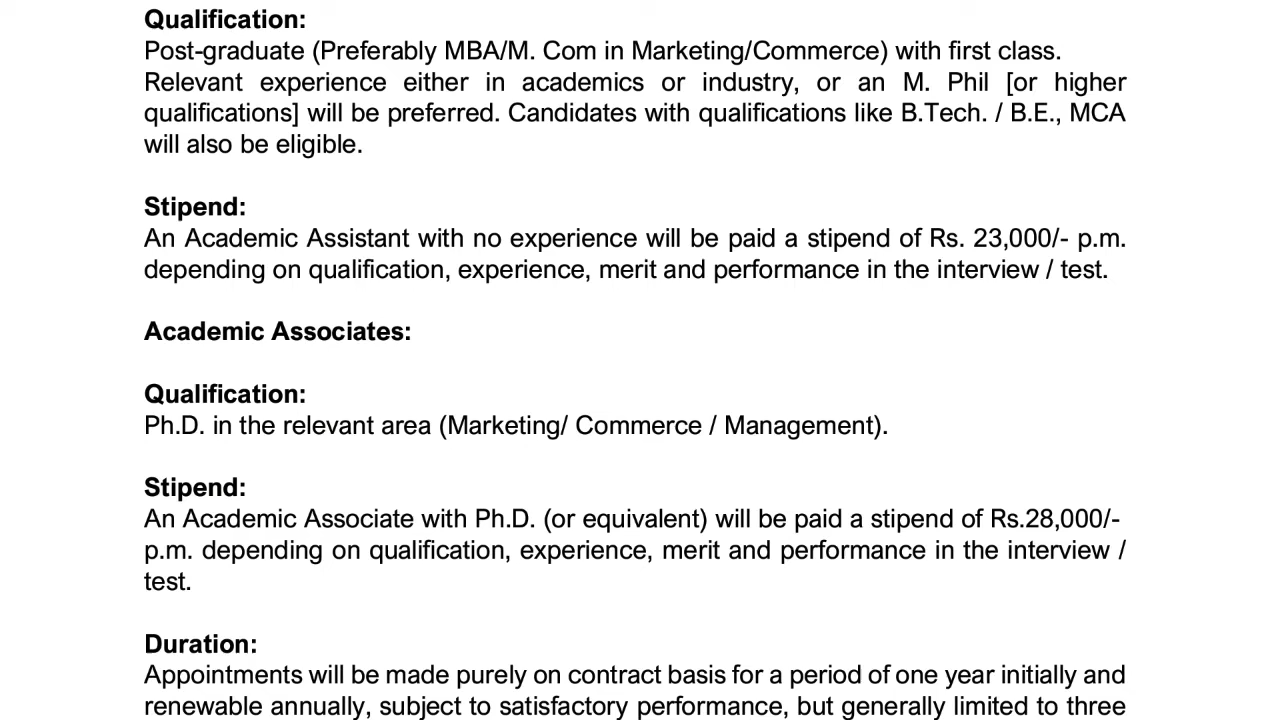 Qualification:
Post-graduate (Preferably MBA/M. Com in Marketing/Commerce) with first class.
Relevant experience either in academics or industry, or an M. Phil [or higher
qualifications] will be preferred. Candidates with qualifications like B.Tech. / B.E., MCA
will also be eligible.
Stipend:
An Academic Assistant with no experience will be paid a stipend of Rs. 23,000/- p.m.
depending on qualification, experience, merit and performance in the interview / test.
Academic Associates:
Qualification:
Ph.D. in the relevant area (Marketing/ Commerce / Management).
Stipend:
An Academic Associate with Ph.D. (or equivalent) will be paid a stipend of Rs.28,000/-
p.m. depending on qualification, experience, merit and performance in the interview /
test.
Duration:
Appointments will be made purely on contract basis for a period of one year initially and
renewable annually, subject to satisfactory performance, but generally limited to three